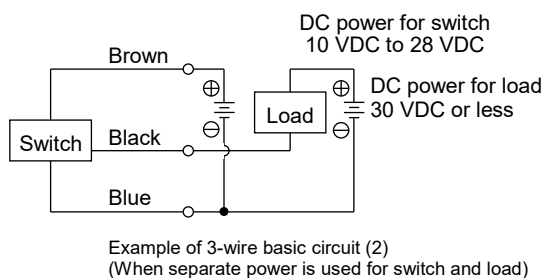 DC power for switch
10 VDC to 28 VDC
Brown
DC power for load
30 VDC or less
Load
Switch
Black
Blue
Example of 3-wire basic circuit (2)
(When separate power is used for switch and load)